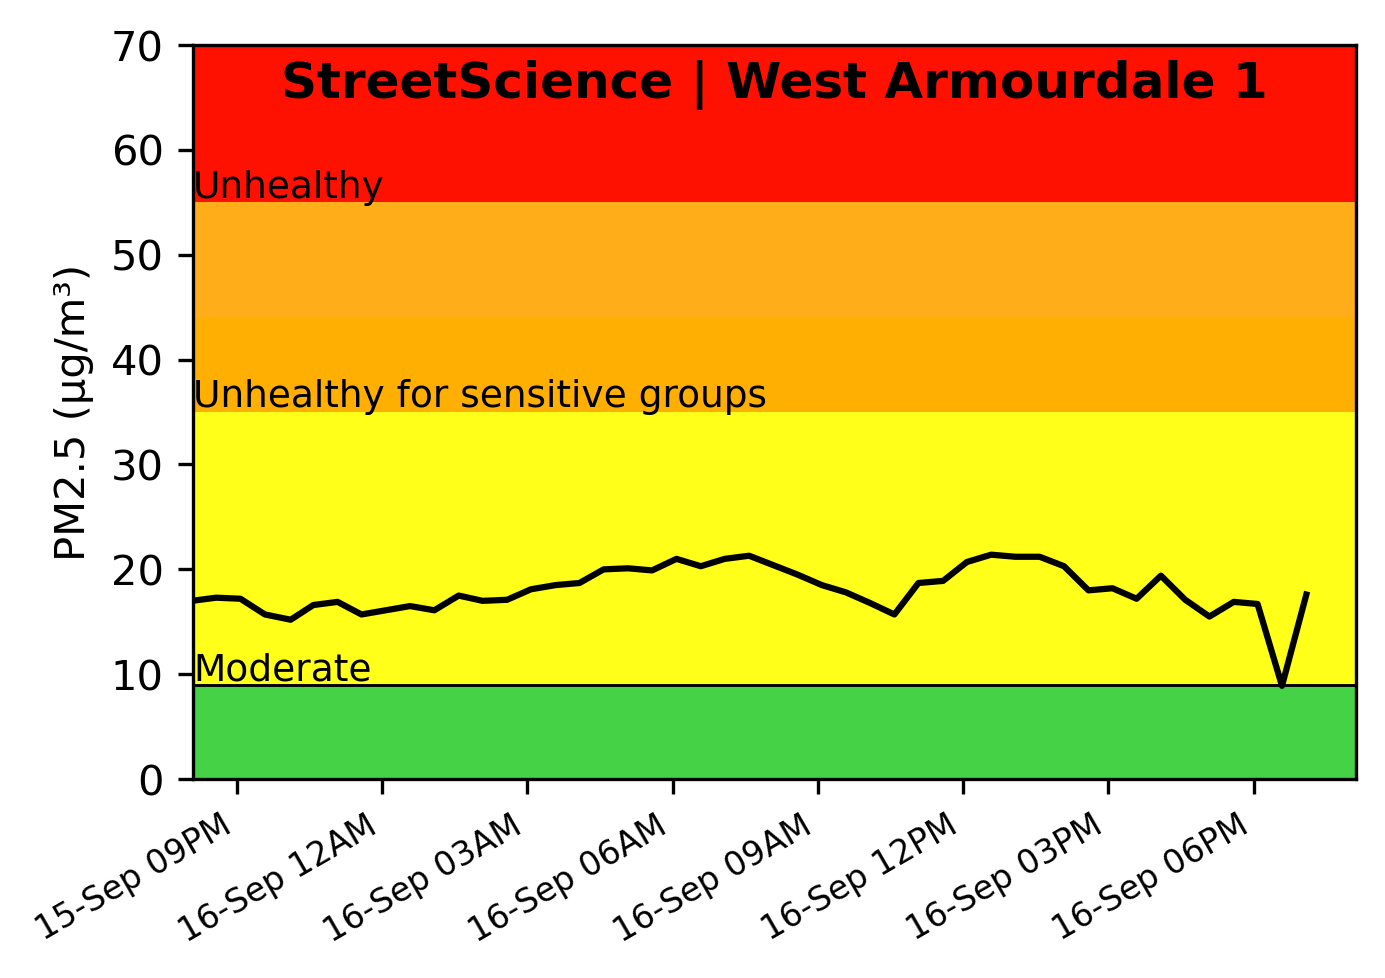 StreetScience | West Armourdale 1
70
60
50
40
30
20
10
0
PM2.5 (µg/m³)
Unhealthy
Unhealthy for sensitive groups
Moderate
15-Sep 09PM
16-Sep 12AM
16-Sep 03AM
16-Sep 06AM
16-Sep 09AM
16-Sep 12PM
16-Sep 03PM
16-Sep 06PM